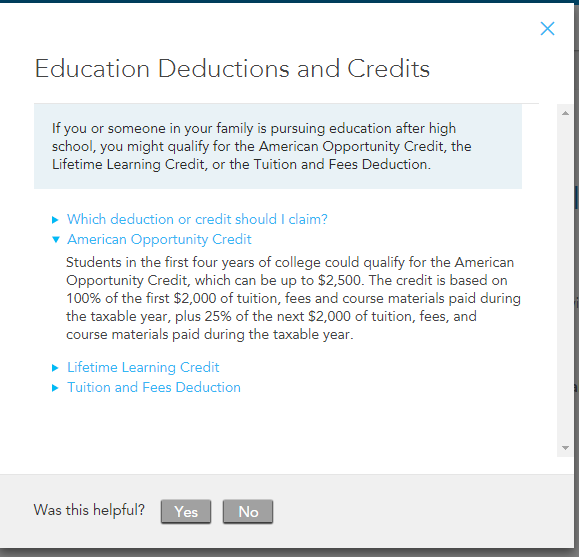 Education Deductions and Credits
If you or someone in your family is pursuing education after high
school, you might qualify for the American Opportunity Credit, the
Lifetime Learning Credit, or the Tuition and Fees Deduction.
Which deduction or credit should I claim?
American Opportunity Credit
Students in the first four years of college could qualify for the American
Opportunity Credit, which can be up to $2,500. The credit is based on
100% of the first $2,000 of tuition, fees and course materials paid during
the taxable year, plus 25% of the next $2,000 of tuition, fees, and
course materials paid during the taxable year.
Lifetime Learning Credit
Tuition and Fees Deduction
Was this helpful?
Yes
No